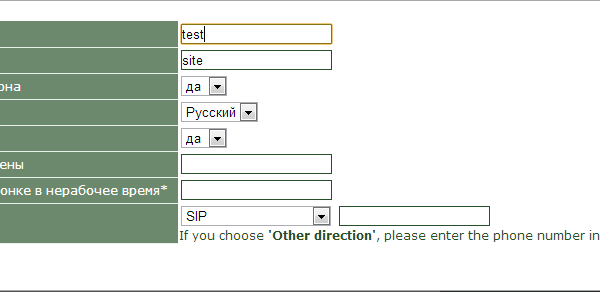 test
site
она да
Русский
да
ены
онке в нерабочее время*
SIP
If you choose 'Other direction', please enter the phone number in